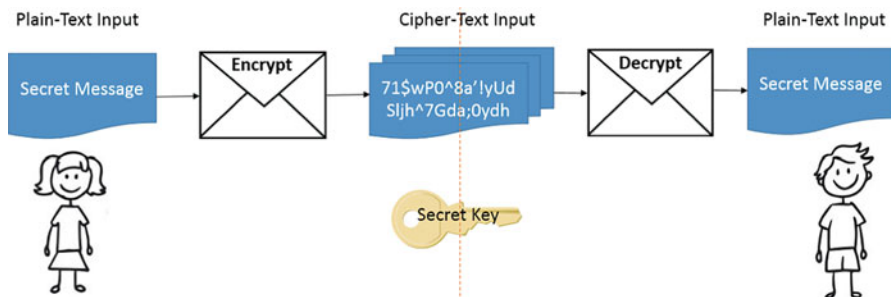 Plain-Text Input
Cipher-Text Input
Plain-Text Input
Secret Message
Encrypt
71$wP0^8a'!yUd
Sljh^7Gda;0ydh
Decrypt
Secret Message
Secret Key